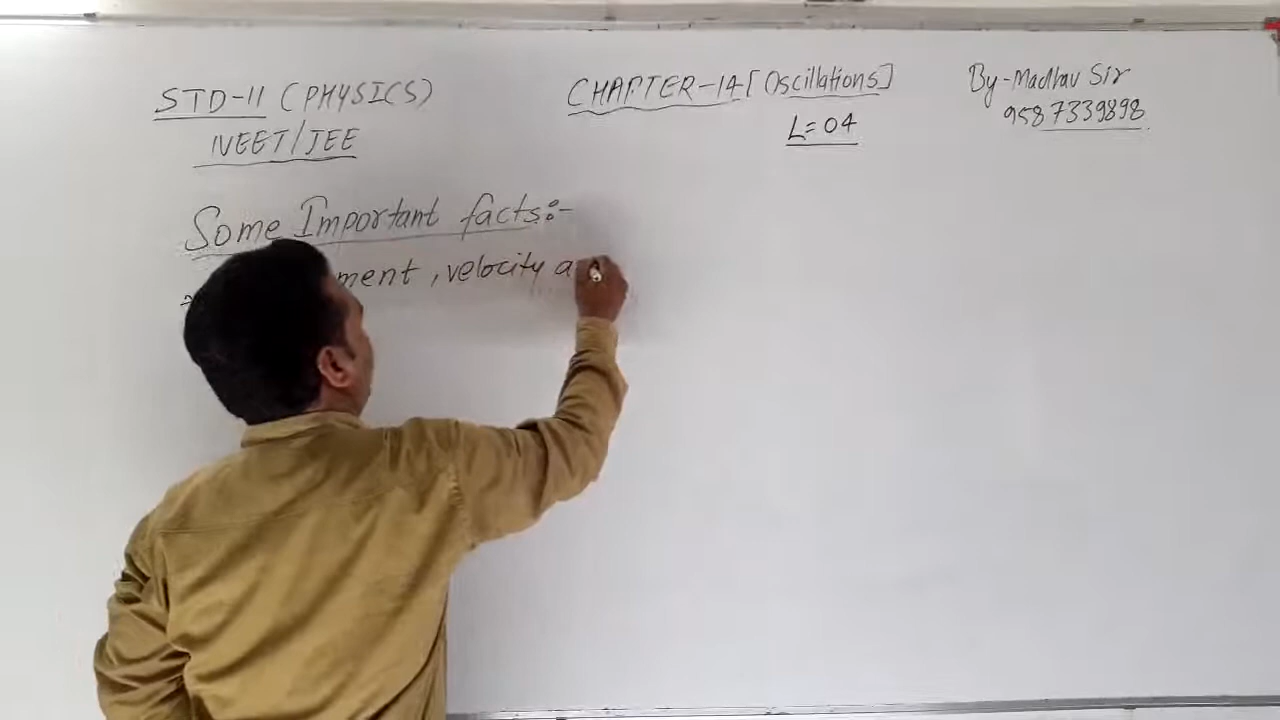 STD-11 (PHYSICS)
NEET/JEE
CHAPTER-14 [Oscillations]
L=04
By-Madhav Sir
9587339898
Some Important facts:-
ment, velocity a